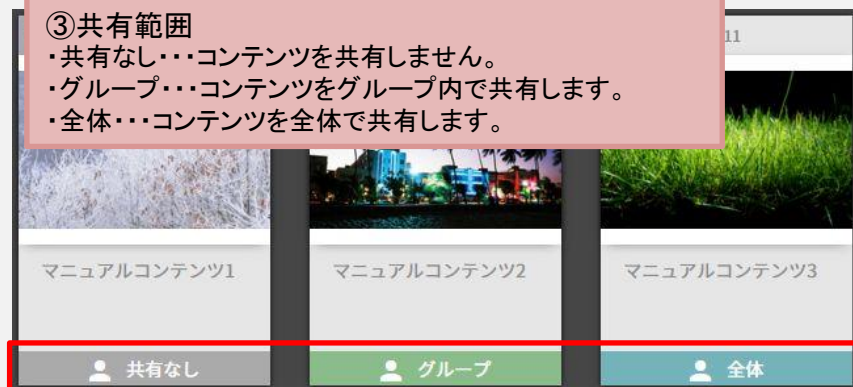 ③共有範囲
・共有なし・・・コンテンツを共有しません。
・グループ・・・コンテンツをグループ内で共有します。
・全体・・・コンテンツを全体で共有します。
11
マニュアルコンテンツ1
マニュアルコンテンツ2
マニュアルコンテンツ3
共有なし
グループ
全体